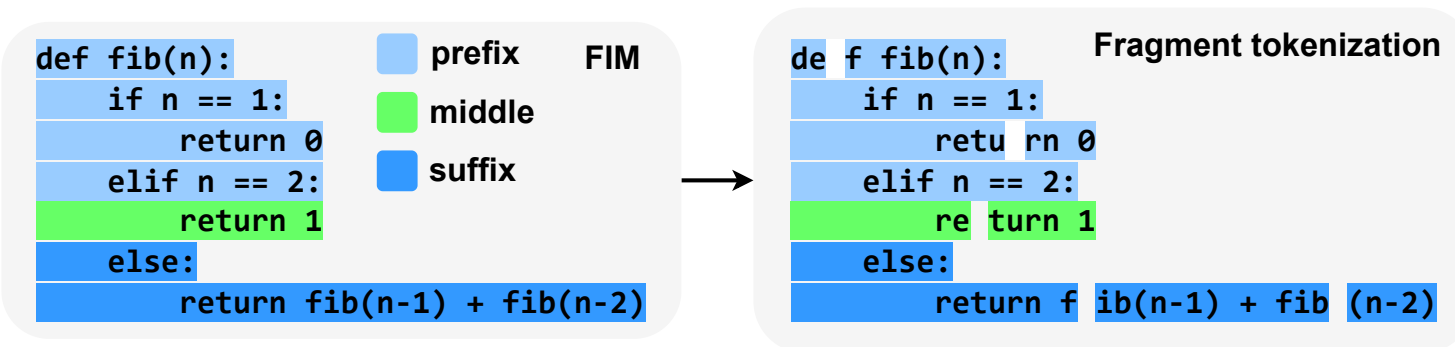 def fib(n):
    if n == 1:
        return 0
    elif n == 2:
        return 1
    else:
        return fib(n-1) + fib(n-2)
prefix
middle
suffix
FIM
Fragment tokenization
de f fib(n):
    if n == 1:
        retu rn 0
    elif n == 2:
        re turn 1
    else:
        return f ib(n-1) + fib (n-2)